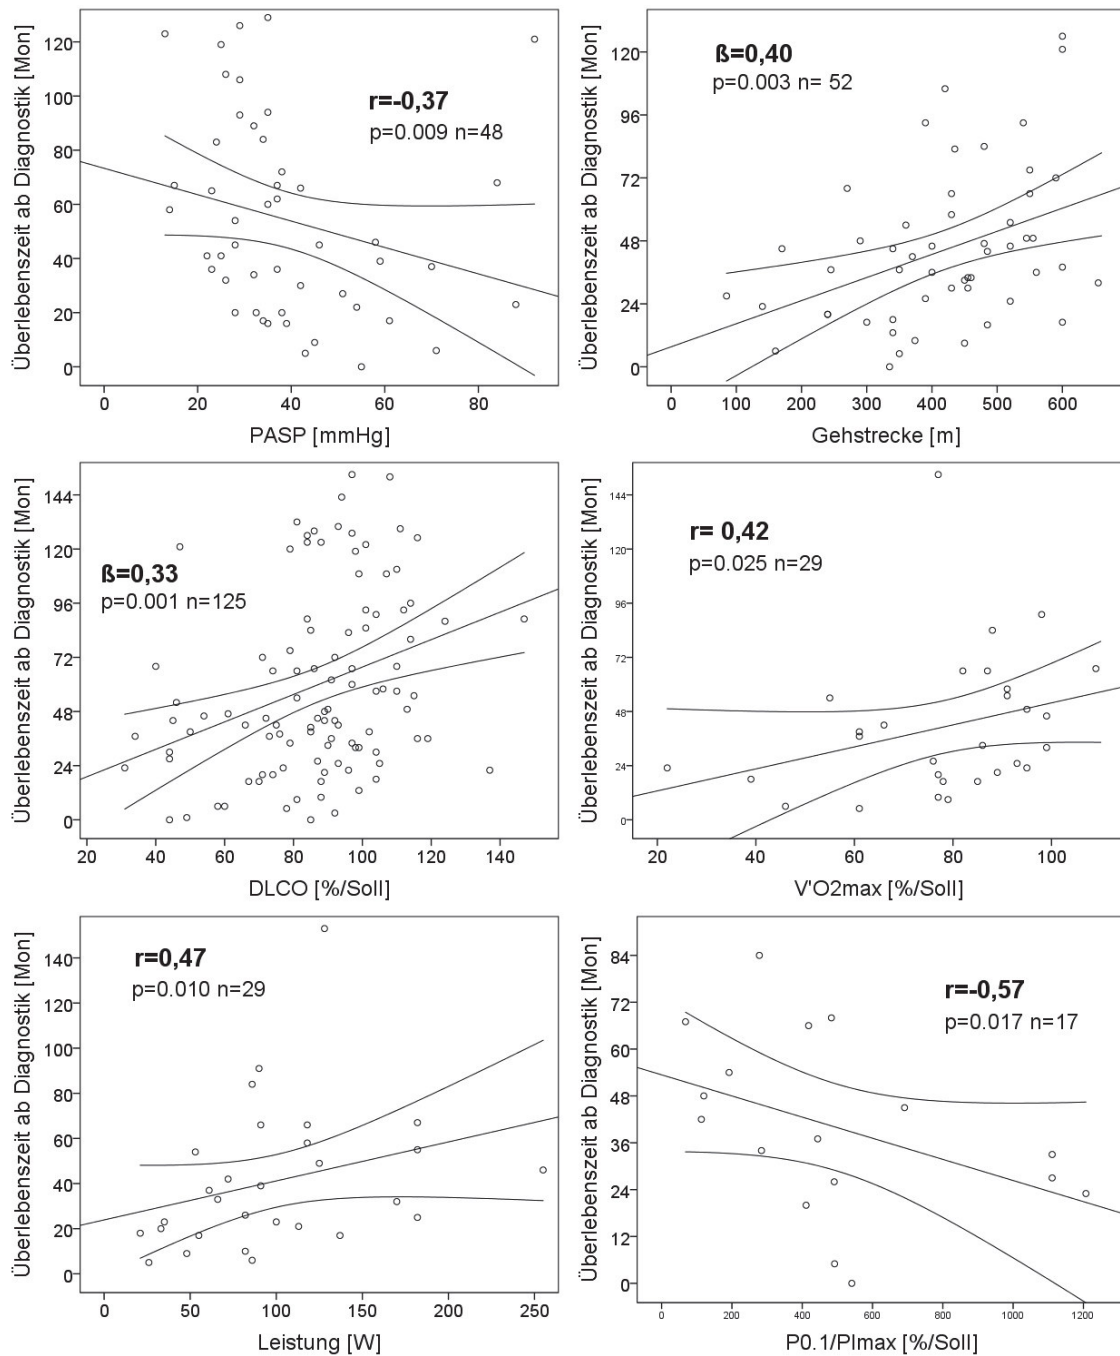 Überlebenszeit ab Diagnostik [Mon]
120
100
80
60
40
20
0
r=-0,37
p=0.009 n=48
0 20 40 60 80
PASP [mmHg]
Überlebenszeit ab Diagnostik [Mon]
120
96
72
48
24
0
ß=0,40
p=0.003 n= 52
0 100 200 300 400 500 600
Gehstrecke [m]
Überlebenszeit ab Diagnostik [Mon]
144
120
96
72
48
24
0
ß=0,33
p=0.001 n=125
20 40 60 80 100 120 140
DLCO [%/Soll]
Überlebenszeit ab Diagnostik [Mon]
144
120
96
72
48
24
0
r= 0,42
p=0.025 n=29
20 40 60 80 100
V'O2max [%/Soll]
Überlebenszeit ab Diagnostik [Mon]
140
120
100
80
60
40
20
0
r=0,47
p=0.010 n=29
0 50 100 150 200 250
Leistung [W]
Überlebenszeit ab Diagnostik [Mon]
84
72
60
48
36
24
12
0
r=-0,57
p=0.017 n=17
0 200 400 600 800 1000 1200
P0.1/PImax [%/Soll]